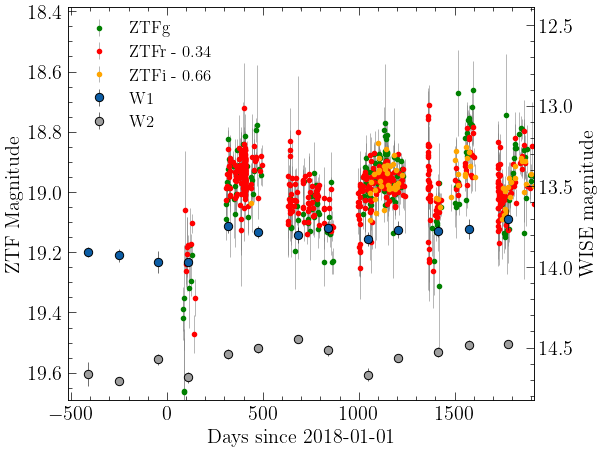 ZTFg
ZTFr - 0.34
ZTFi - 0.66
W1
W2
18.4
18.6
18.8
19.0
19.2
19.4
19.6
ZTF Magnitude
12.5
13.0
13.5
14.0
14.5
WISE magnitude
−500 0 500 1000 1500
Days since 2018-01-01